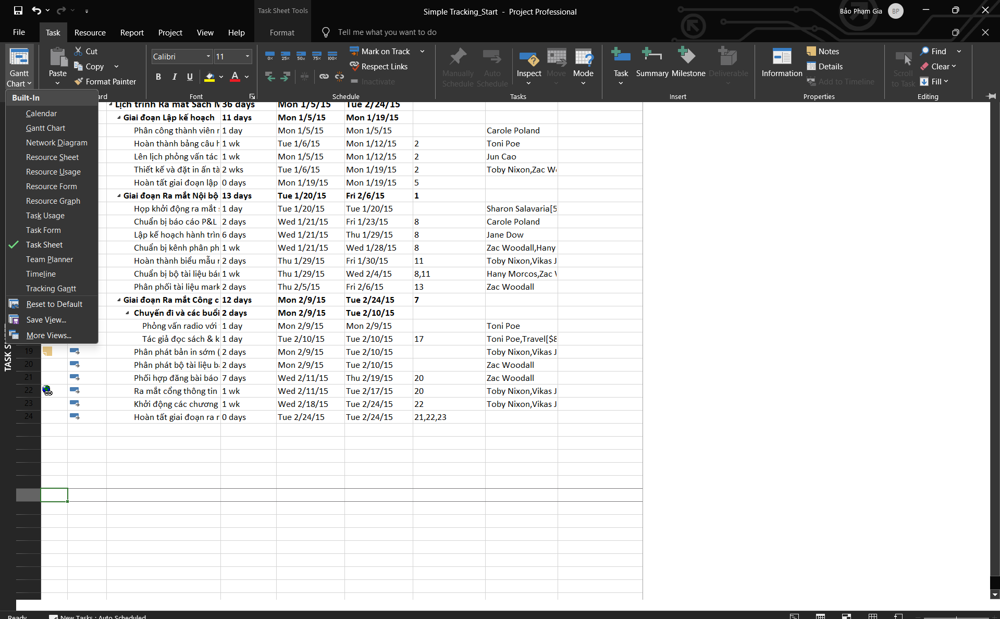 Task Sheet Tools
Simple Tracking_Start - Project Professional
Bảo Phạm Gia BP
File Task Resource Report Project View Help Format Tell me what you want to do
Gantt Chart
Paste
Cut
Copy
Format Painter
Calibri 11
B I U A
Font
0% 25% 50% 75% 100%
Mark on Track
Respect Links
Inactivate
Schedule
Manually Schedule
Auto Schedule
Inspect
Move
Mode
Tasks
Task
Summary
Milestone
Deliverable
Insert
Information
Notes
Details
Add to Timeline
Properties
Scroll to Task
Find
Clear
Fill
Editing
ard
Built-In
Calendar
Gantt Chart
Network Diagram
Resource Sheet
Resource Usage
Resource Form
Resource Graph
Task Usage
Task Form
Task Sheet
Team Planner
Timeline
Tracking Gantt
Reset to Default
Save View...
More Views...
Lịch trình Ra mắt Sách M 36 days Mon 1/5/15 Tue 2/24/15
Giai đoạn Lập kế hoạch 11 days Mon 1/5/15 Mon 1/19/15
Phân công thành viên 1 day Mon 1/5/15 Mon 1/5/15 Carole Poland
Hoàn thành bảng câu h 1 wk Tue 1/6/15 Mon 1/12/15 2 Toni Poe
Lên lịch phỏng vấn tác 1 wk Mon 1/5/15 Mon 1/12/15 2 Jun Cao
Thiết kế và đặt in ấn tà 2 wks Tue 1/6/15 Mon 1/19/15 2 Toby Nixon,Zac W
Hoàn tất giai đoạn lập 0 days Mon 1/19/15 Mon 1/19/15 5
Giai đoạn Ra mắt Nội bộ 13 days Tue 1/20/15 Fri 2/6/15 1
Họp khởi động ra mắt 1 day Tue 1/20/15 Tue 1/20/15 Sharon Salavaria[5
Chuẩn bị báo cáo P&L 2 days Wed 1/21/15 Fri 1/23/15 8 Carole Poland
Lập kế hoạch hành trìn 6 days Wed 1/21/15 Thu 1/29/15 8 Jane Dow
Chuẩn bị kênh phân ph 1 wk Wed 1/21/15 Wed 1/28/15 8 Zac Woodall,Hany
Hoàn thành biểu mẫu 2 days Thu 1/29/15 Fri 1/30/15 11 Toby Nixon,Vikas J
Chuẩn bị bộ tài liệu bán 1 wk Thu 1/29/15 Wed 2/4/15 8,11 Hany Morcos,Zac
Phân phối tài liệu mark 2 days Thu 2/5/15 Fri 2/6/15 13 Zac Woodall
Giai đoạn Ra mắt Công c 12 days Mon 2/9/15 Tue 2/24/15 7
Chuyến đi và các buổi 2 days Mon 2/9/15 Tue 2/10/15
Phỏng vấn radio với 1 day Mon 2/9/15 Mon 2/9/15 Toni Poe
Tác giả đọc sách & k 1 day Tue 2/10/15 Tue 2/10/15 17 Toni Poe,Travel[$8
19 Phân phát bản in sớm ( 2 days Mon 2/9/15 Tue 2/10/15 Toby Nixon,Vikas J
20 Phân phát bộ tài liệu b 2 days Mon 2/9/15 Tue 2/10/15 Zac Woodall
21 Phối hợp đăng bài báo 7 days Wed 2/11/15 Thu 2/19/15 20 Zac Woodall
22 Ra mắt cổng thông tin 1 wk Wed 2/11/15 Tue 2/17/15 20 Toby Nixon,Vikas J
23 Khởi động các chương 1 wk Wed 2/18/15 Tue 2/24/15 22 Toby Nixon,Vikas J
24 Hoàn tất giai đoạn ra 0 days Tue 2/24/15 Tue 2/24/15 21,22,23
TASK S
Ready New Tasks : Auto Scheduled